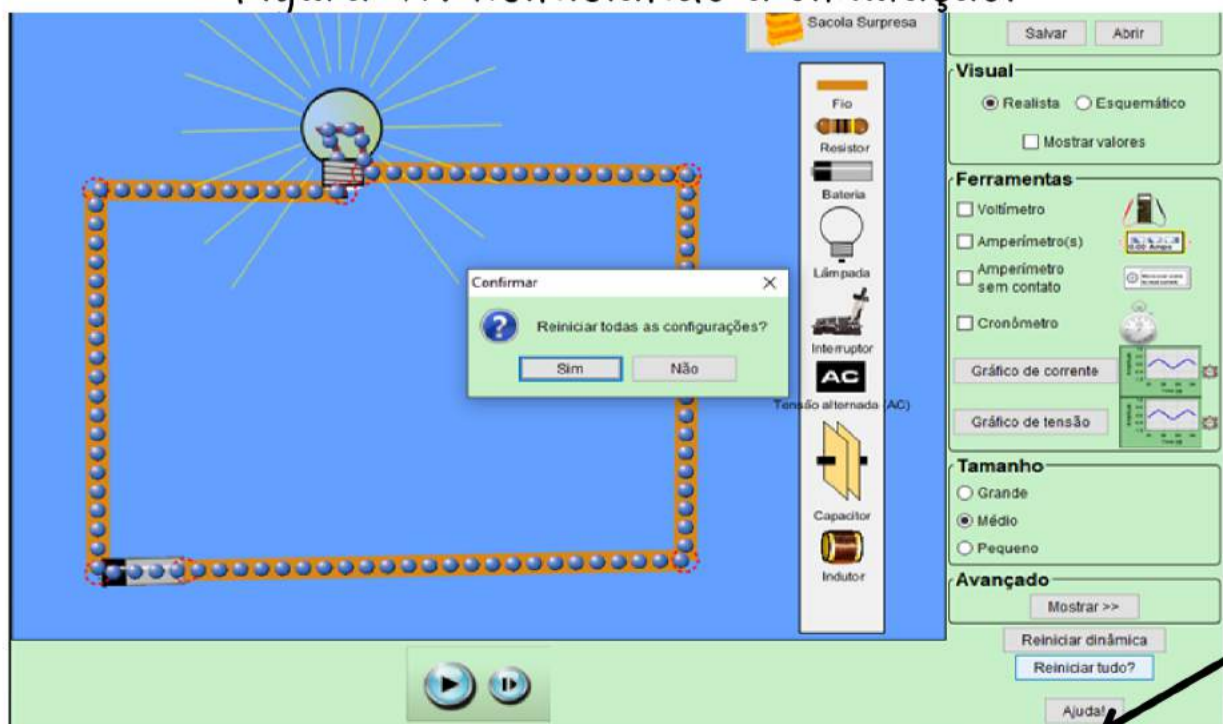 Sacola Surpresa
Fio
Resistor
Bateria
Lâmpada
Interruptor
AC
Tensão alternada (AC)
Capacitor
Indutor
Confirmar
Reiniciar todas as configurações?
Sim
Não
Salvar
Abrir
Visual
Realista
Esquemático
Mostrar valores
Ferramentas
Voltímetro
Amperímetro(s)
Amperímetro
sem contato
Cronômetro
Gráfico de corrente
Gráfico de tensão
Tamanho
Grande
Médio
Pequeno
Avançado
Mostrar >>
Reiniciar dinâmica
Reiniciar tudo?
Ajuda!